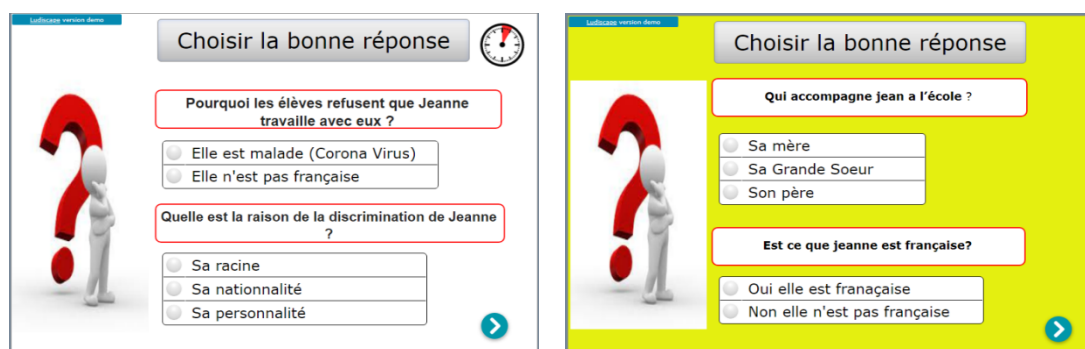 Ludiscape version demo
Choisir la bonne réponse
Pourquoi les élèves refusent que Jeanne
travaille avec eux ?
Elle est malade (Corona Virus)
Elle n'est pas française
Quelle est la raison de la discrimination de Jeanne
?
Sa racine
Sa nationnalité
Sa personnalité
Ludiscape version demo
Choisir la bonne réponse
Qui accompagne jean a l'école ?
Sa mère
Sa Grande Soeur
Son père
Est ce que jeanne est française?
Oui elle est franaçaise
Non elle n'est pas française